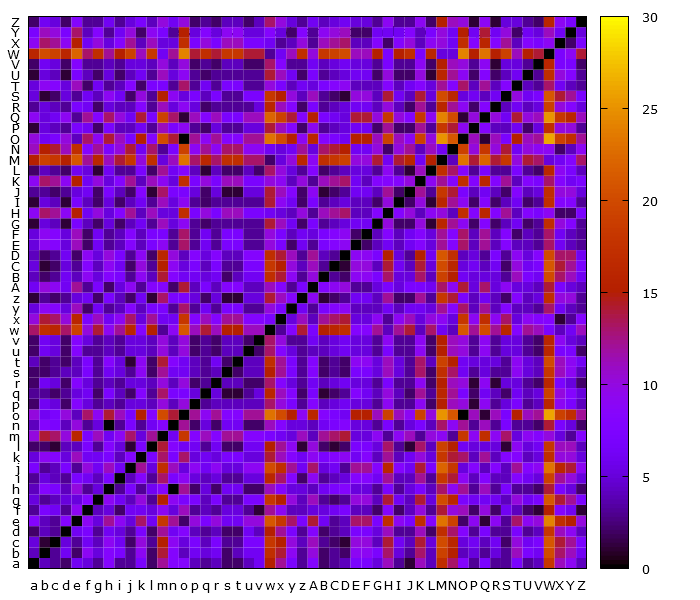 Z
Y
X
W
V
U
T
S
R
Q
P
O
N
M
L
K
J
I
H
G
F
E
D
C
B
A
z
y
x
w
v
u
t
s
r
q
p
o
n
m
l
k
j
i
h
g
f
e
d
c
b
a
a b c d e f g h i j k l m n o p q r s t u v w x y z A B C D E F G H I J K L M N O P Q R S T U V W X Y Z
30
25
20
15
10
5
0